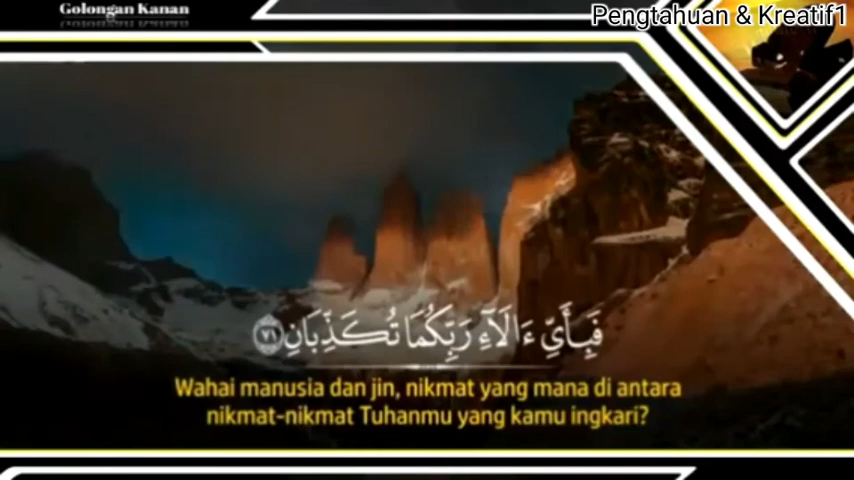 Golongan Kanan
Pengtahuan & Kreatif1
فَبِأَيِّ ءَالَآءِ رَبِّكُمَا تُكَذِّبَانِ ٧١
Wahai manusia dan jin, nikmat yang mana di antara
nikmat-nikmat Tuhanmu yang kamu ingkari?